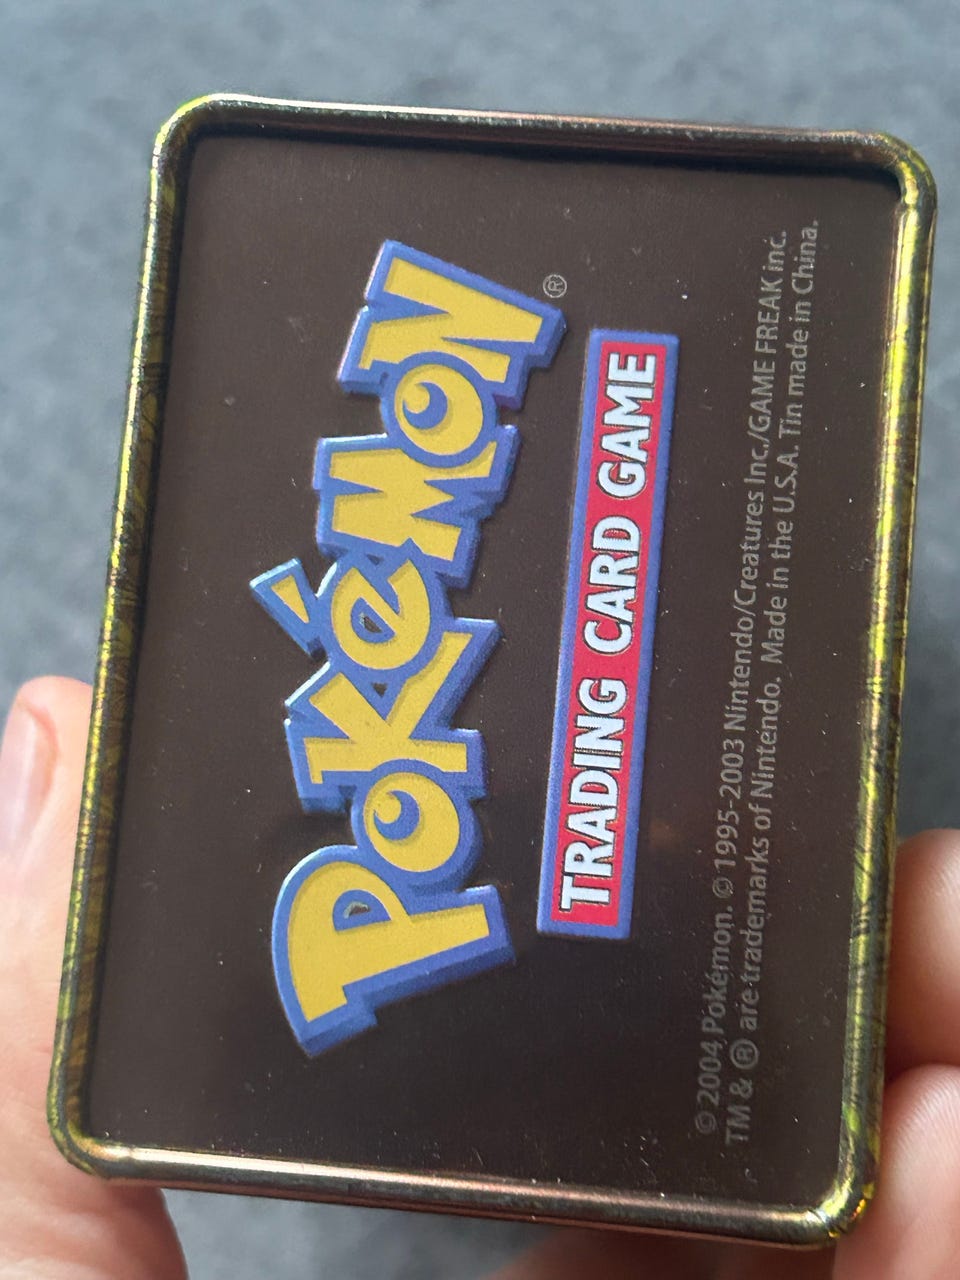 Pokémon®
TRADING CARD GAME
© 2004 Pokémon. © 1995-2003 Nintendo/Creatures Inc./GAME FREAK inc.
TM & ® are trademarks of Nintendo. Made in the U.S.A. Tin made in China.